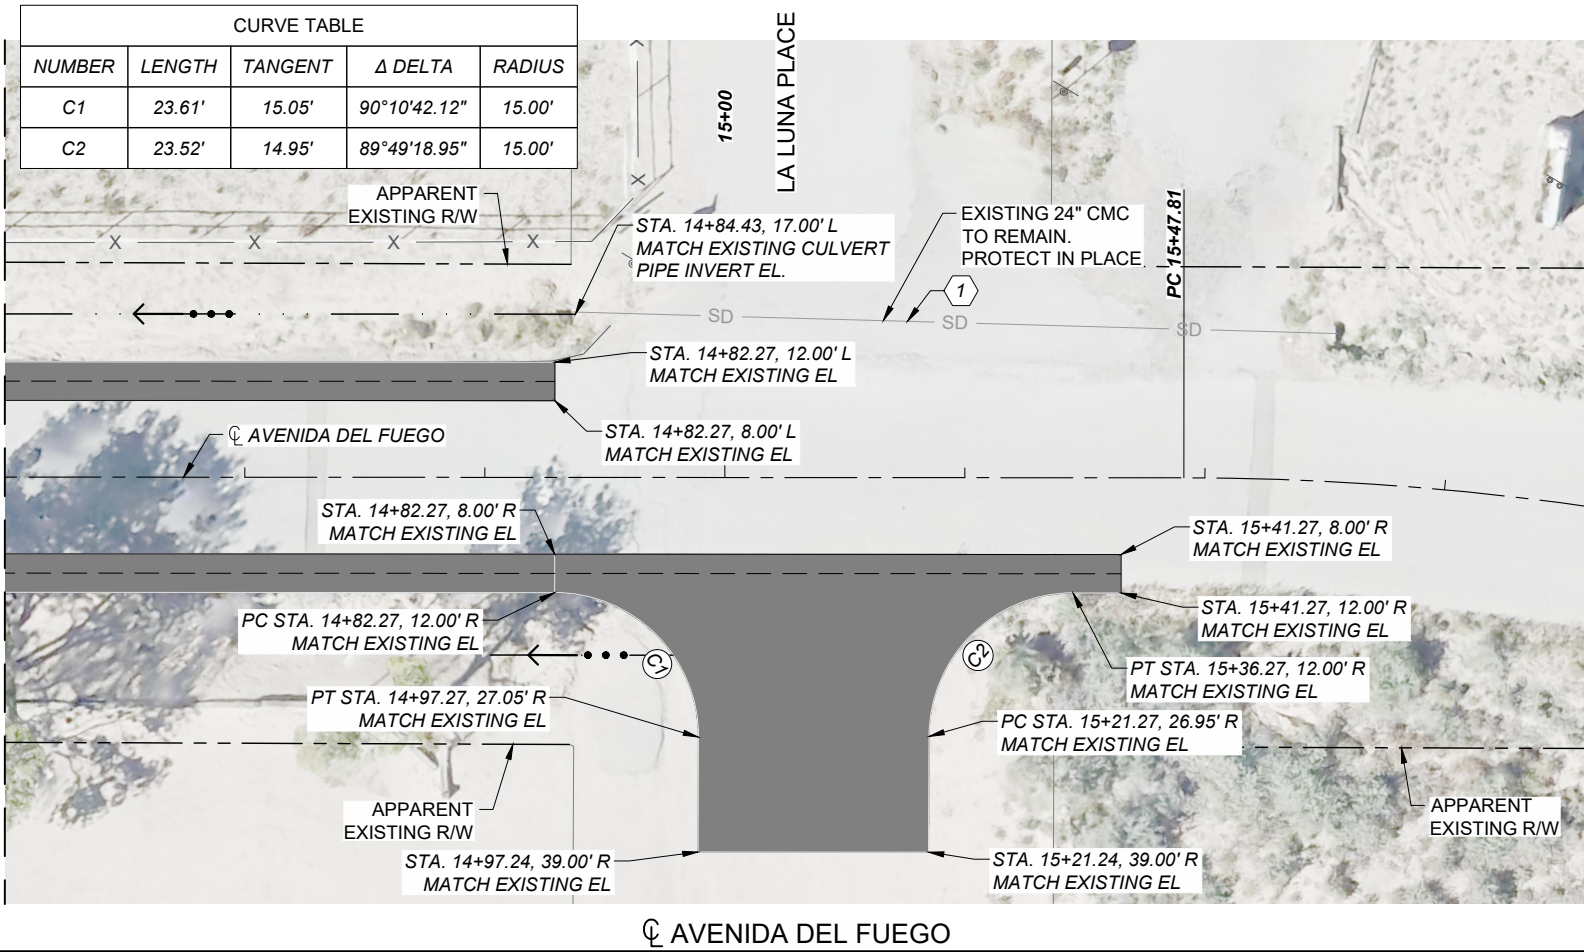 CURVE TABLE
NUMBER LENGTH TANGENT Δ DELTA RADIUS
C1 23.61' 15.05' 90°10'42.12" 15.00'
C2 23.52' 14.95' 89°49'18.95" 15.00'
LA LUNA PLACE
15+00
APPARENT
EXISTING R/W
X
X
X
X
X
X
STA. 14+84.43, 17.00' L
MATCH EXISTING CULVERT
PIPE INVERT EL.
EXISTING 24" CMC
TO REMAIN.
PROTECT IN PLACE
PC 15+47.81
1
SD
SD
SD
STA. 14+82.27, 12.00' L
MATCH EXISTING EL
STA. 14+82.27, 8.00' L
MATCH EXISTING EL
℄ AVENIDA DEL FUEGO
STA. 14+82.27, 8.00' R
MATCH EXISTING EL
STA. 15+41.27, 8.00' R
MATCH EXISTING EL
PC STA. 14+82.27, 12.00' R
MATCH EXISTING EL
STA. 15+41.27, 12.00' R
MATCH EXISTING EL
C1
C2
PT STA. 15+36.27, 12.00' R
MATCH EXISTING EL
PT STA. 14+97.27, 27.05' R
MATCH EXISTING EL
PC STA. 15+21.27, 26.95' R
MATCH EXISTING EL
APPARENT
EXISTING R/W
APPARENT
EXISTING R/W
STA. 14+97.24, 39.00' R
MATCH EXISTING EL
STA. 15+21.24, 39.00' R
MATCH EXISTING EL
℄ AVENIDA DEL FUEGO